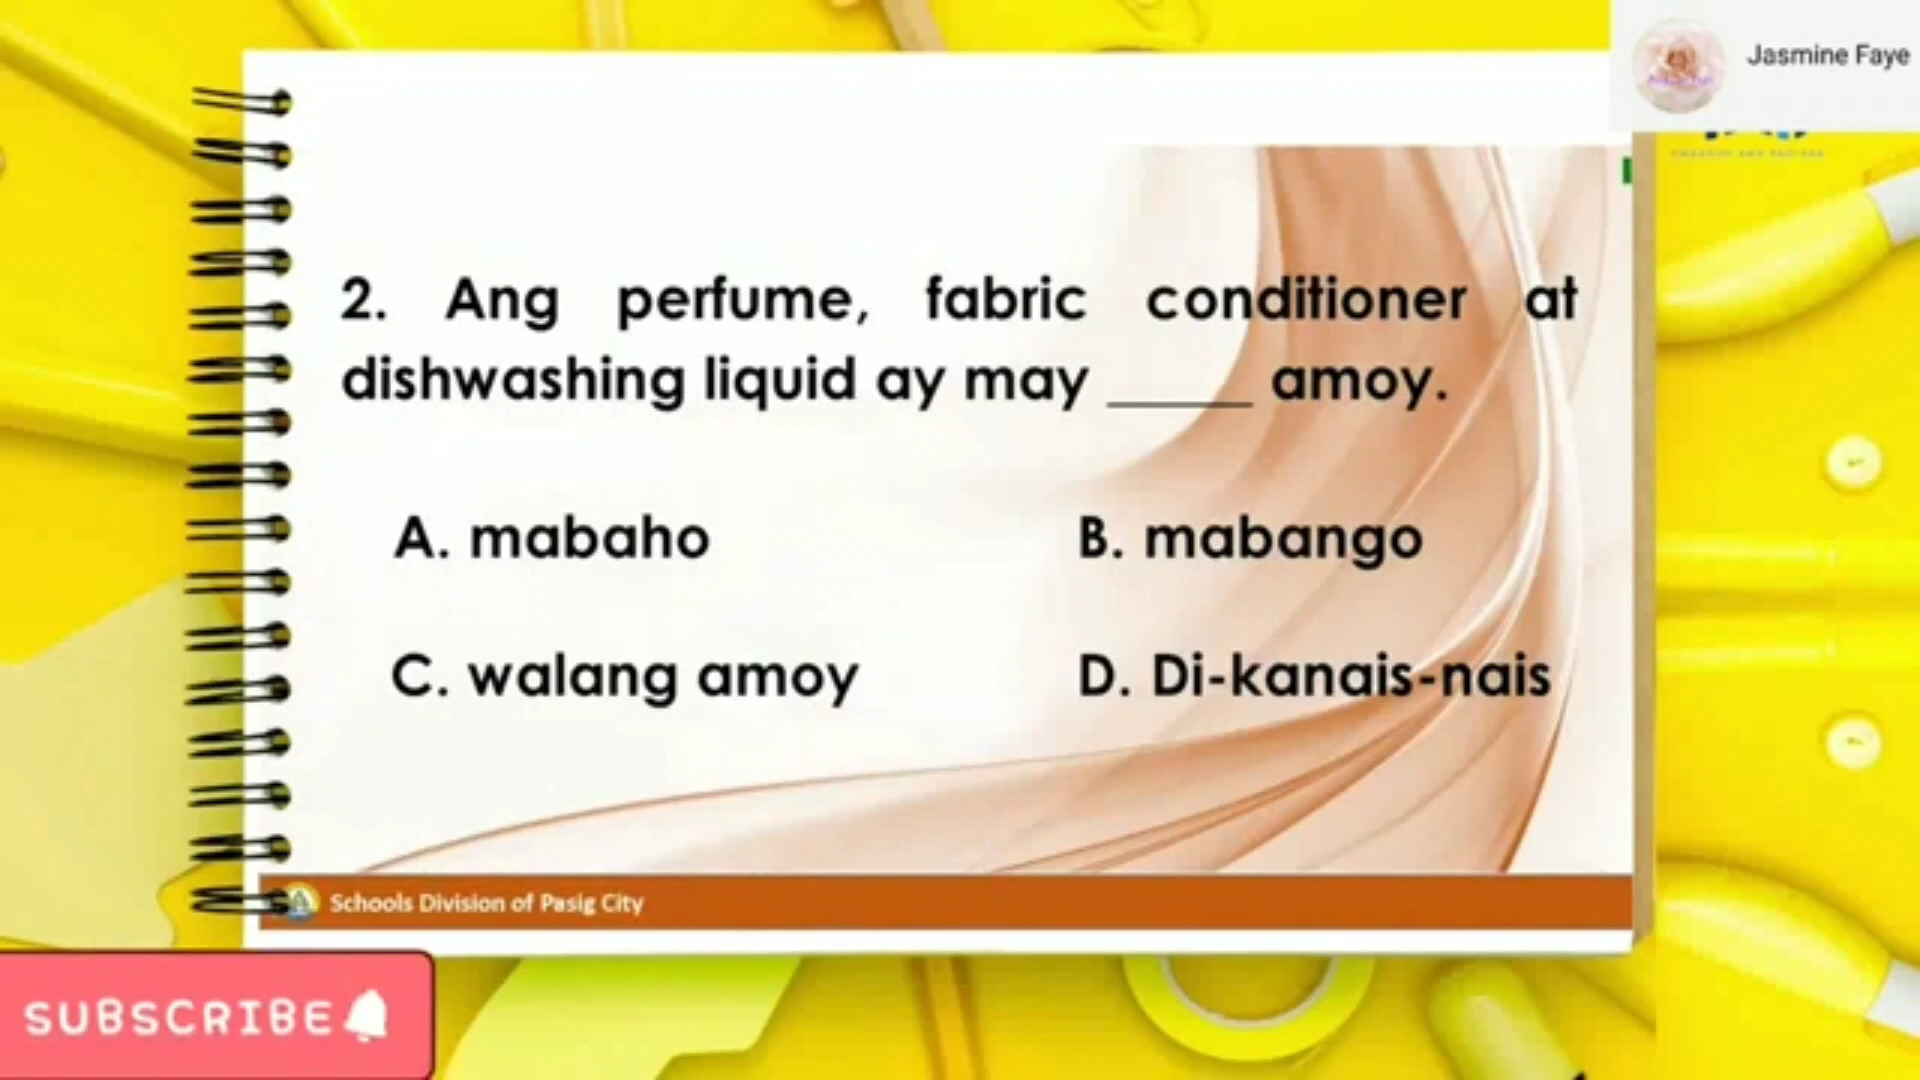 Jasmine Faye
2. Ang perfume, fabric conditioner at
dishwashing liquid ay may _____ amoy.
A. mabaho
B. mabango
C. walang amoy
D. Di-kanais-nais
Schools Division of Pasig City
SUBSCRIBE